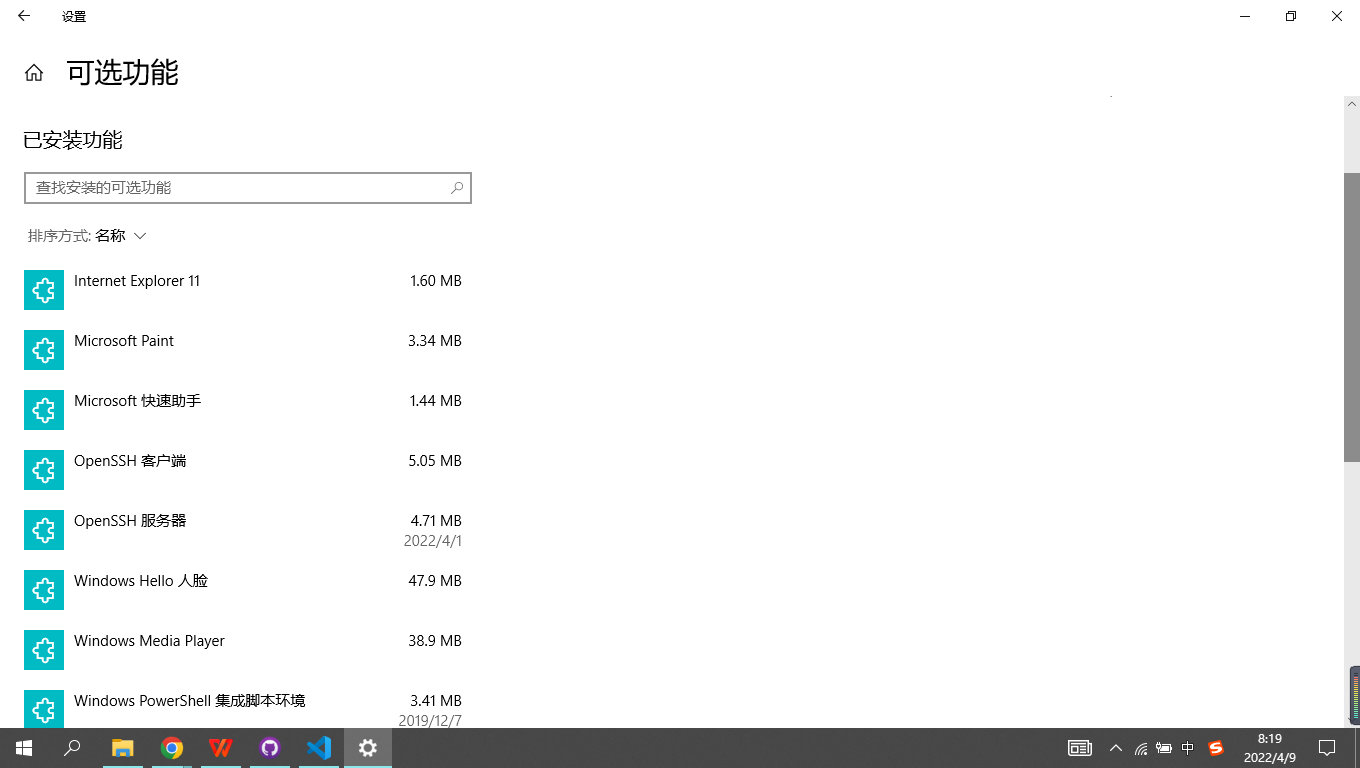 设置
可选功能
已安装功能
查找安装的可选功能
排序方式: 名称
Internet Explorer 11 1.60 MB
Microsoft Paint 3.34 MB
Microsoft 快速助手 1.44 MB
OpenSSH 客户端 5.05 MB
OpenSSH 服务器 4.71 MB
2022/4/1
Windows Hello 人脸 47.9 MB
Windows Media Player 38.9 MB
Windows PowerShell 集成脚本环境 3.41 MB
2019/12/7
中
8:19
2022/4/9